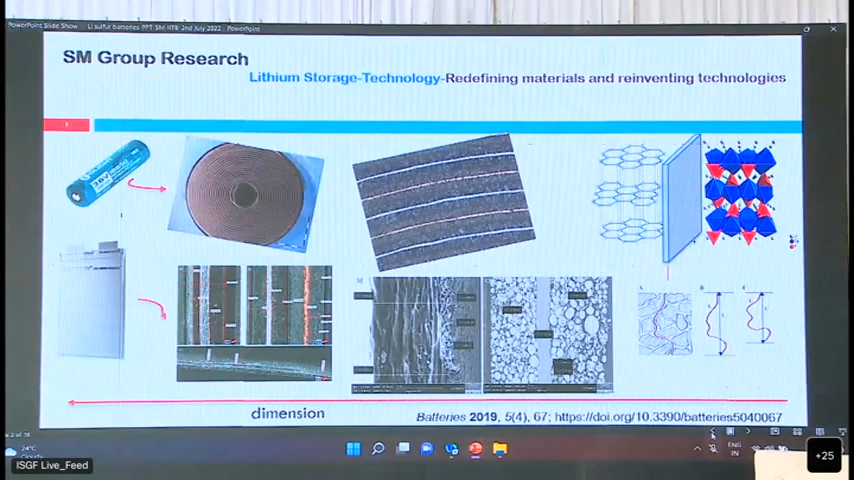 PowerPoint Slide Show - Li sulfur batteries PPT-SM IITB -2nd July 2022 - PowerPoint
SM Group Research
Lithium Storage-Technology-Redefining materials and reinventing technologies
dimension
Batteries 2019, 5(4), 67; https://doi.org/10.3390/batteries5040067
24°C
Cloudy
ENG
IN
ISGF Live_Feed
+25